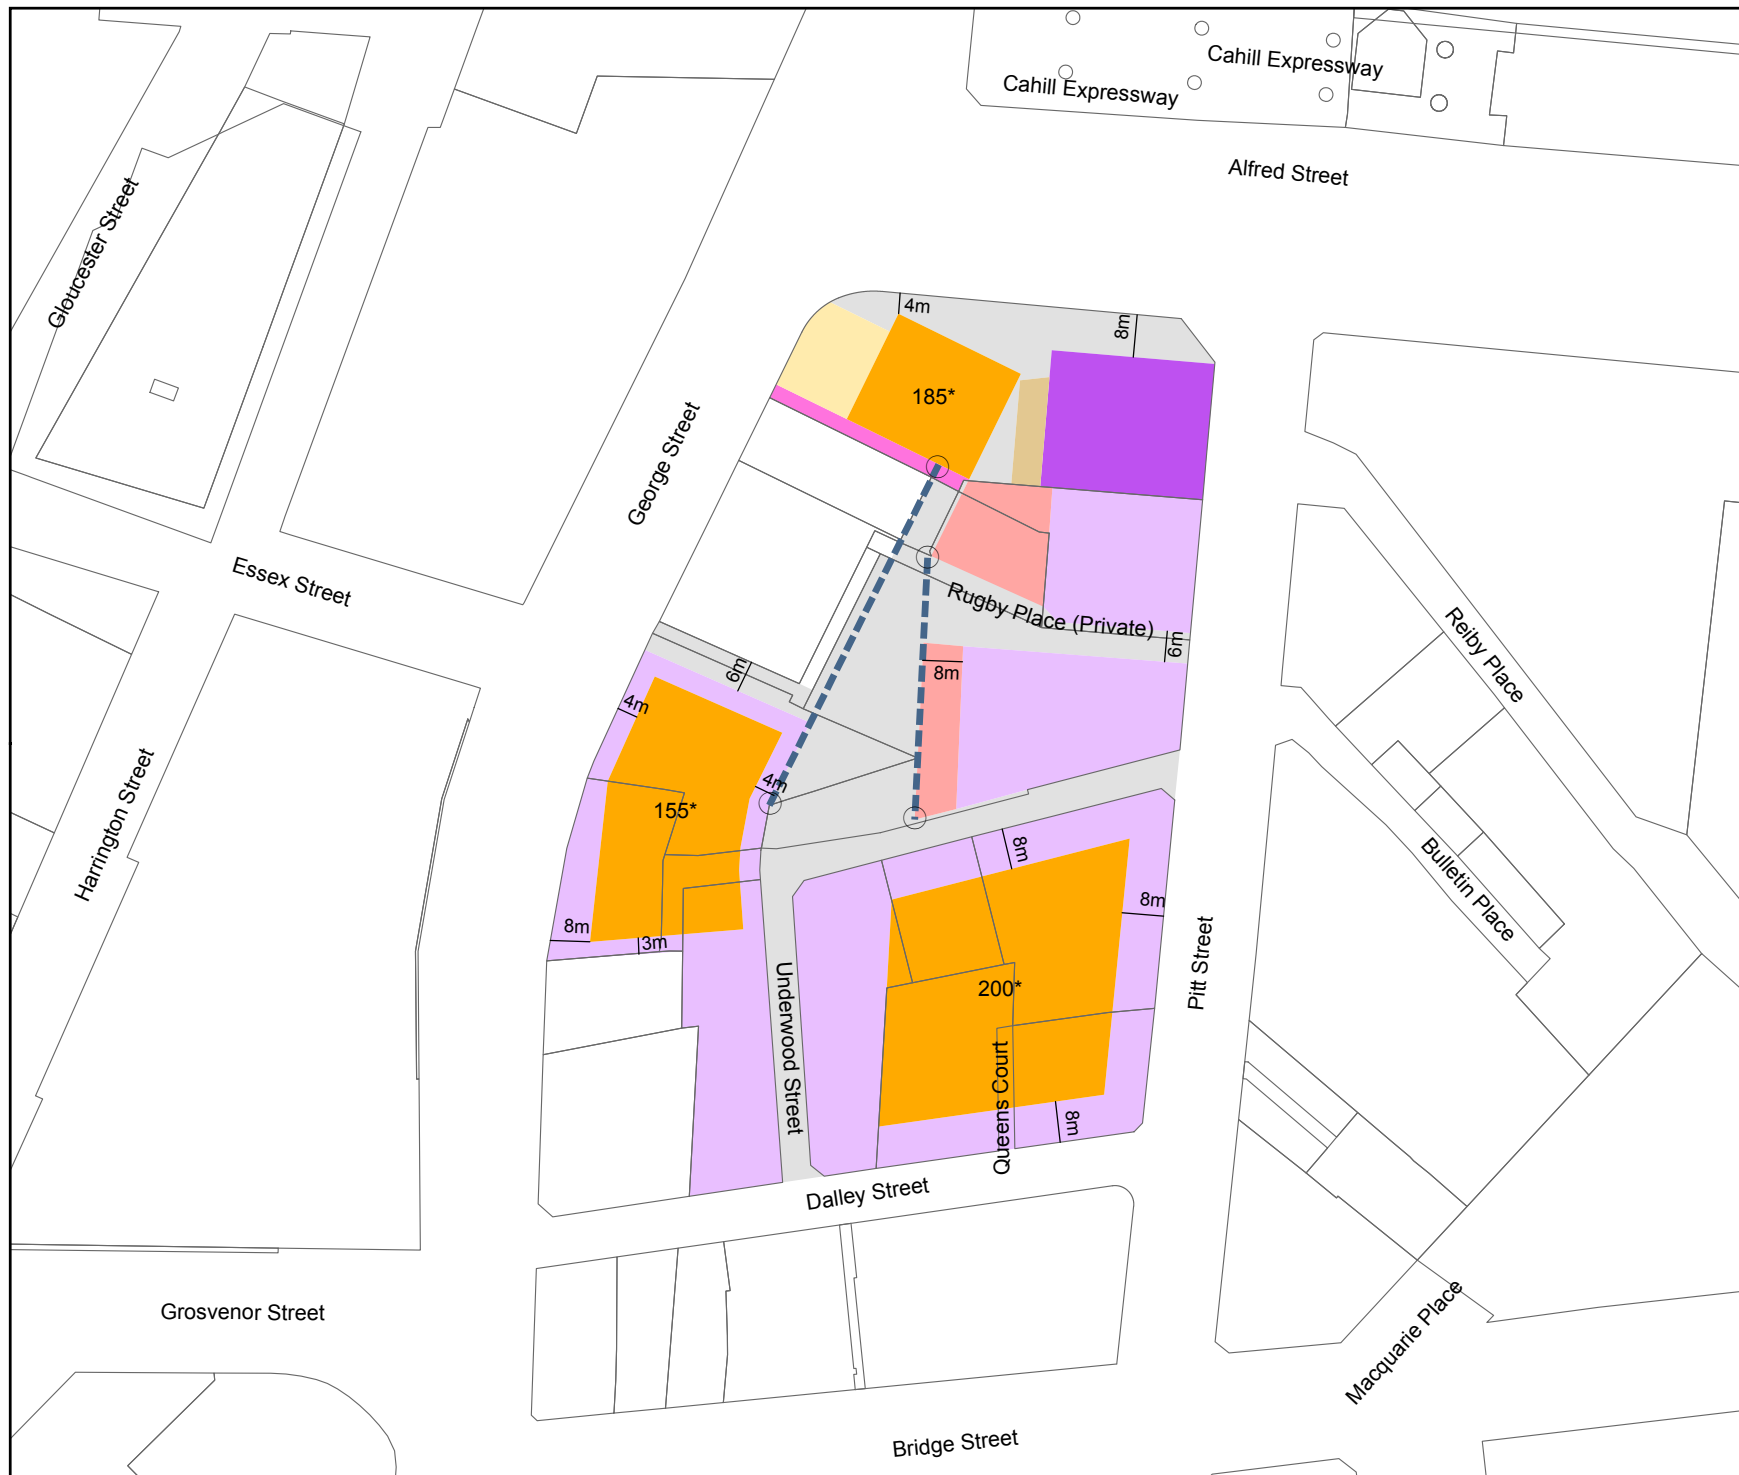 Cahill Expressway
Cahill Expressway
Alfred Street
Gloucester Street
4m
8m
185*
George Street
Essex Street
Rugby Place (Private)
6m
Reiby Place
6m
8m
4m
4m
155*
Harrington Street
8m
Bulletin Place
8m
8m
3m
Pitt Street
200*
Underwood Street
Queens Court
8m
Dalley Street
Grosvenor Street
Macquarie Place
Bridge Street